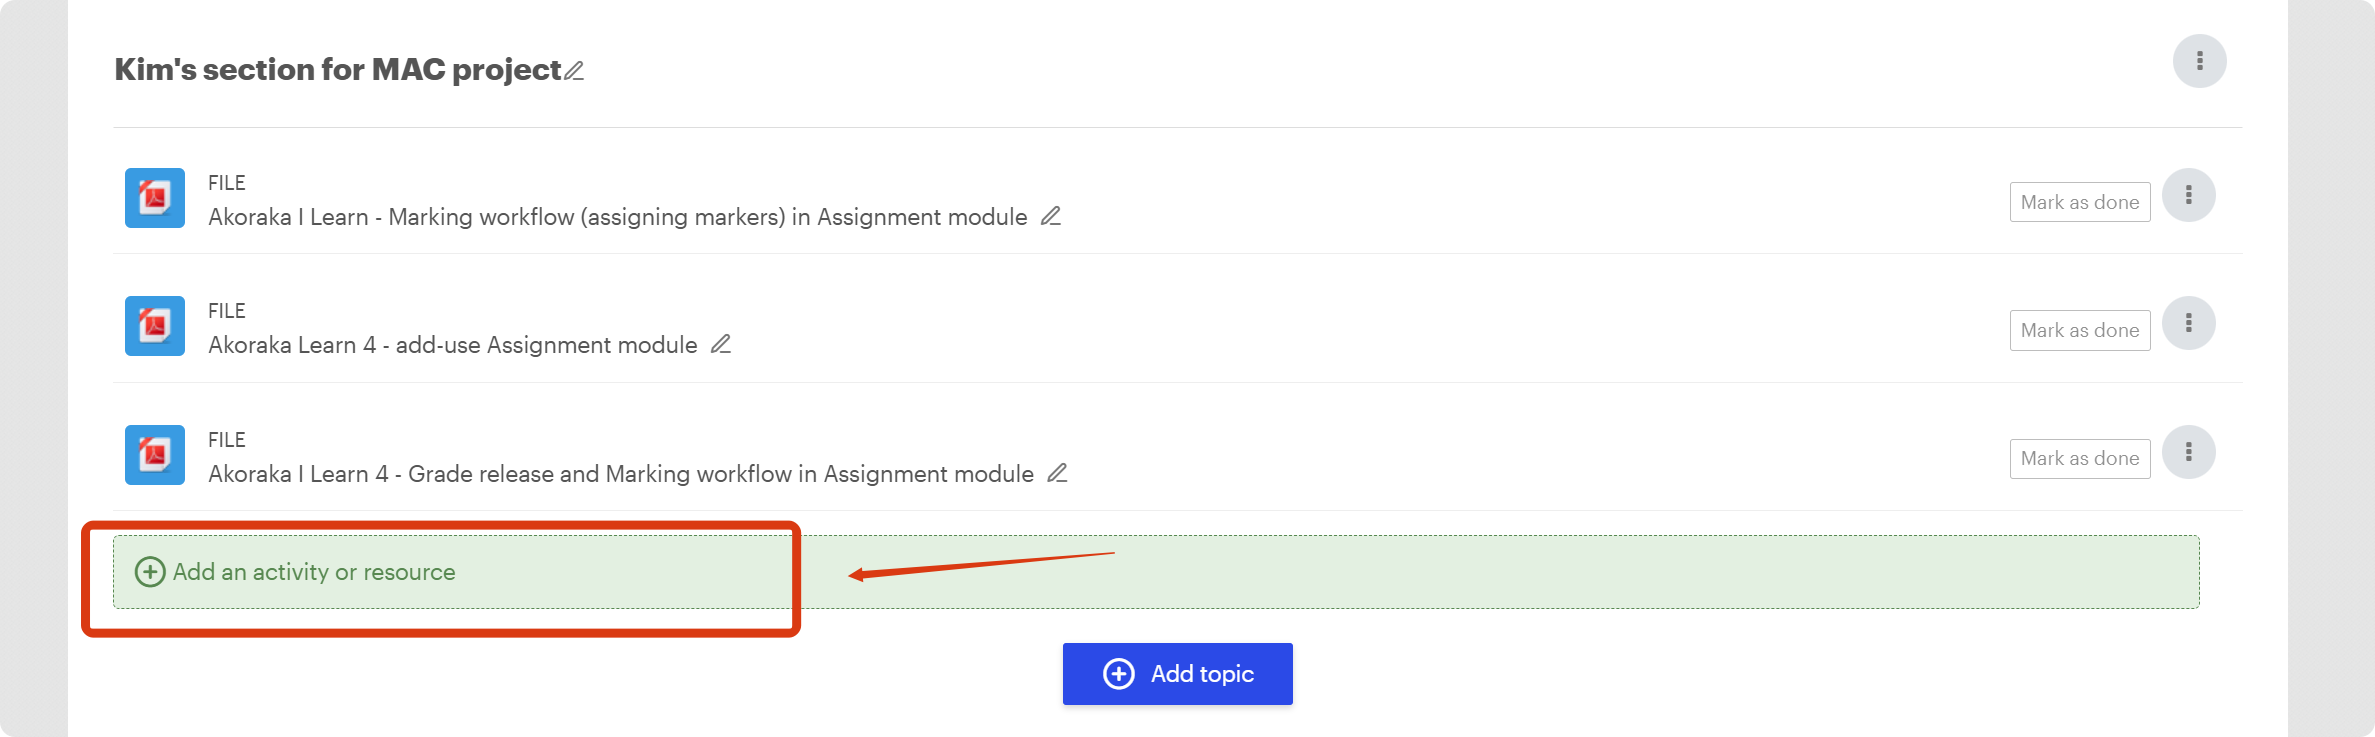 Kim's section for MAC project
FILE
Akoraka I Learn - Marking workflow (assigning markers) in Assignment module
Mark as done
FILE
Akoraka Learn 4 - add-use Assignment module
Mark as done
FILE
Akoraka I Learn 4 - Grade release and Marking workflow in Assignment module
Mark as done
Add an activity or resource
Add topic